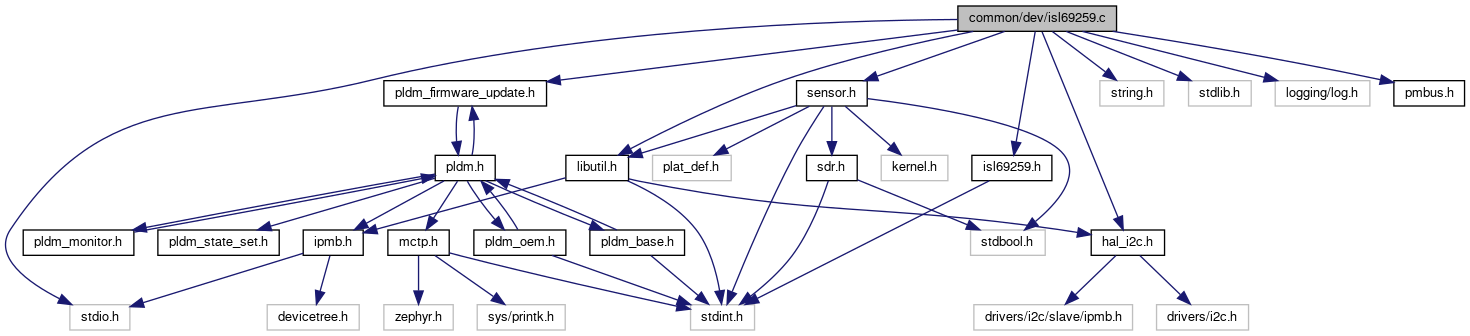 common/dev/isl69259.c
pldm_firmware_update.h
sensor.h
string.h
stdlib.h
logging/log.h
pmbus.h
pldm.h
libutil.h
plat_def.h
sdr.h
kernel.h
isl69259.h
pldm_monitor.h
pldm_state_set.h
ipmb.h
mctp.h
pldm_oem.h
pldm_base.h
stdbool.h
hal_i2c.h
stdio.h
devicetree.h
zephyr.h
sys/printk.h
stdint.h
drivers/i2c/slave/ipmb.h
drivers/i2c.h